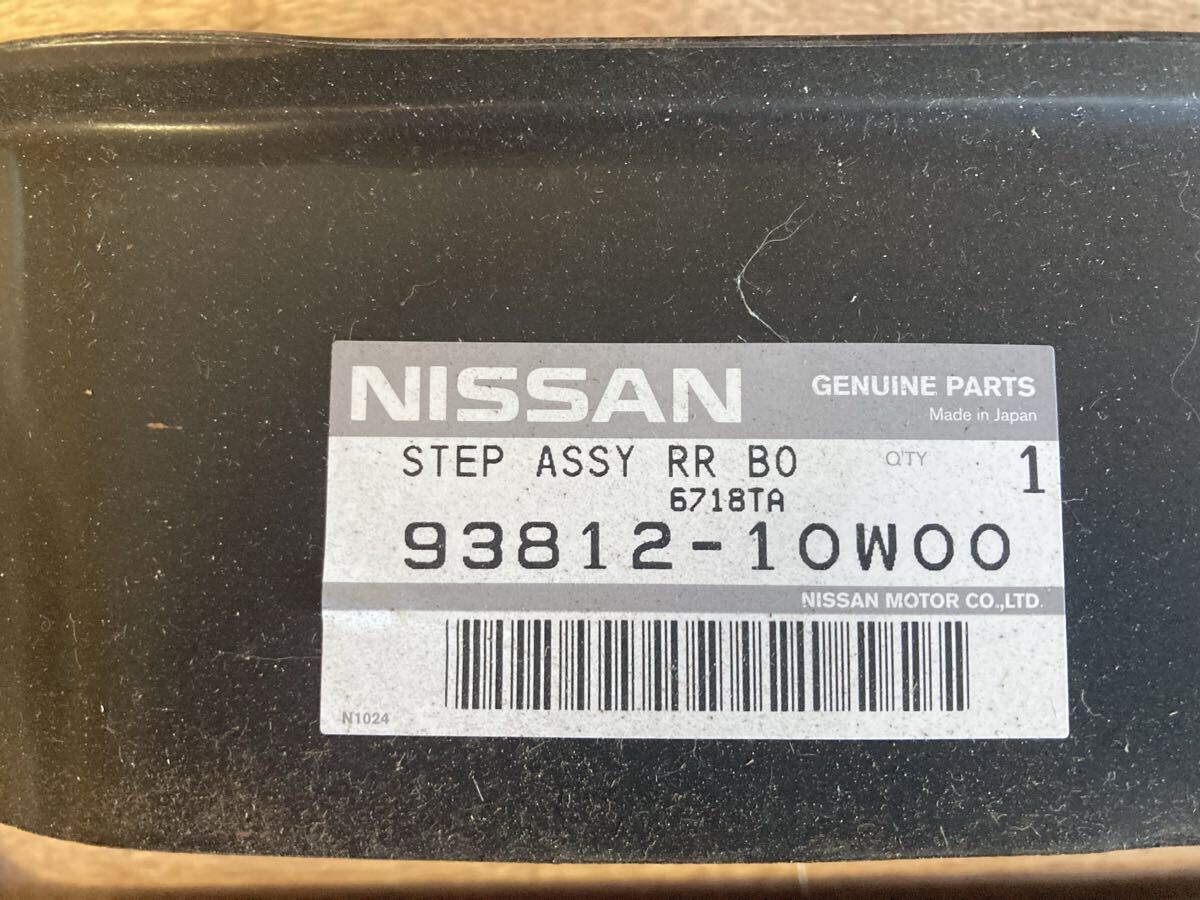 NISSAN
GENUINE PARTS
Made in Japan
STEP ASSY RR BO Q'TY 1
6718TA
93812-10W00
NISSAN MOTOR CO.,LTD.
N1024